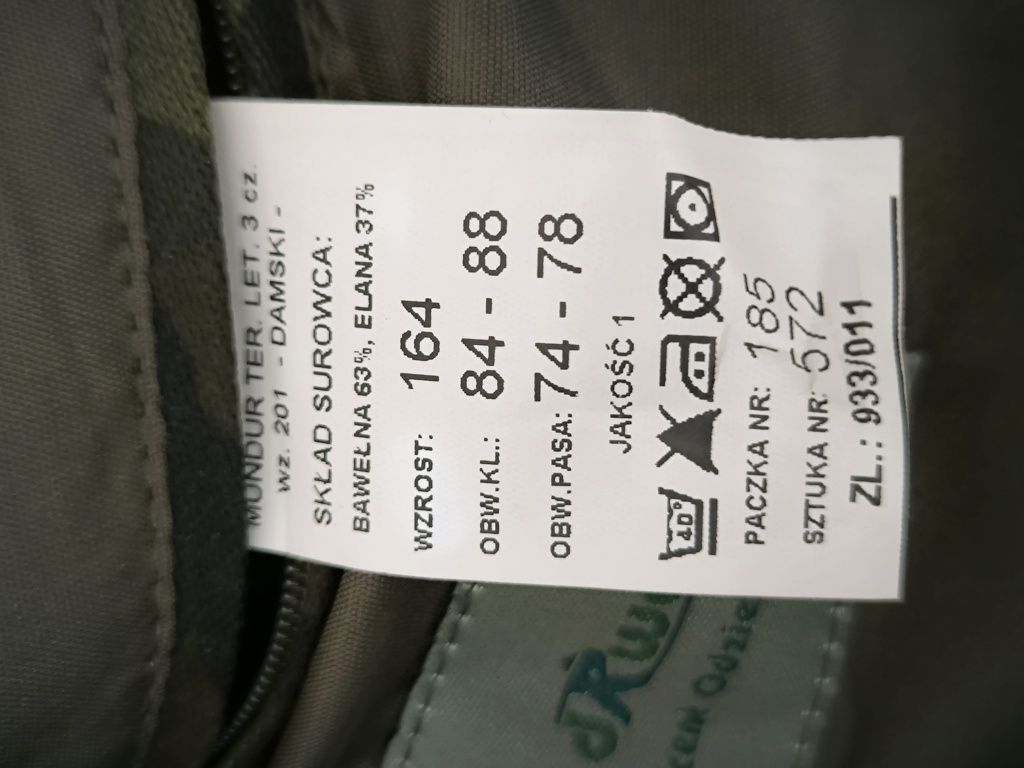 MUNDUR TER. LET. 3 cz.
wz. 201 - DAMSKI -
SKŁAD SUROWCA:
BAWEŁNA 63%, ELANA 37%
WZROST: 164
OBW.KL.: 84 - 88
OBW.PASA: 74 - 78
JAKOŚĆ 1
40°
PACZKA NR: 185
SZTUKA NR: 572
ZL.: 933/011